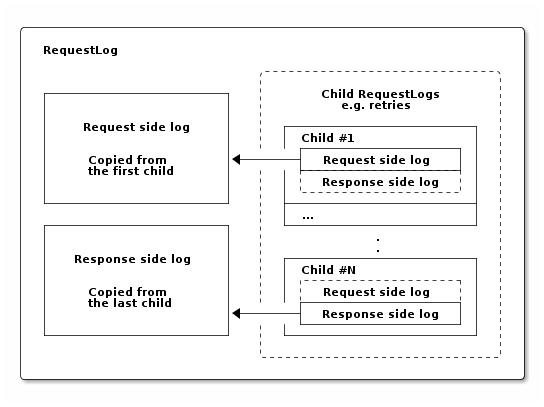 RequestLog
Request side log
Copied from
the first child
Response side log
Copied from
the last child
Child RequestLogs
e.g. retries
Child #1
Request side log
Response side log
...
:
Child #N
Request side log
Response side log